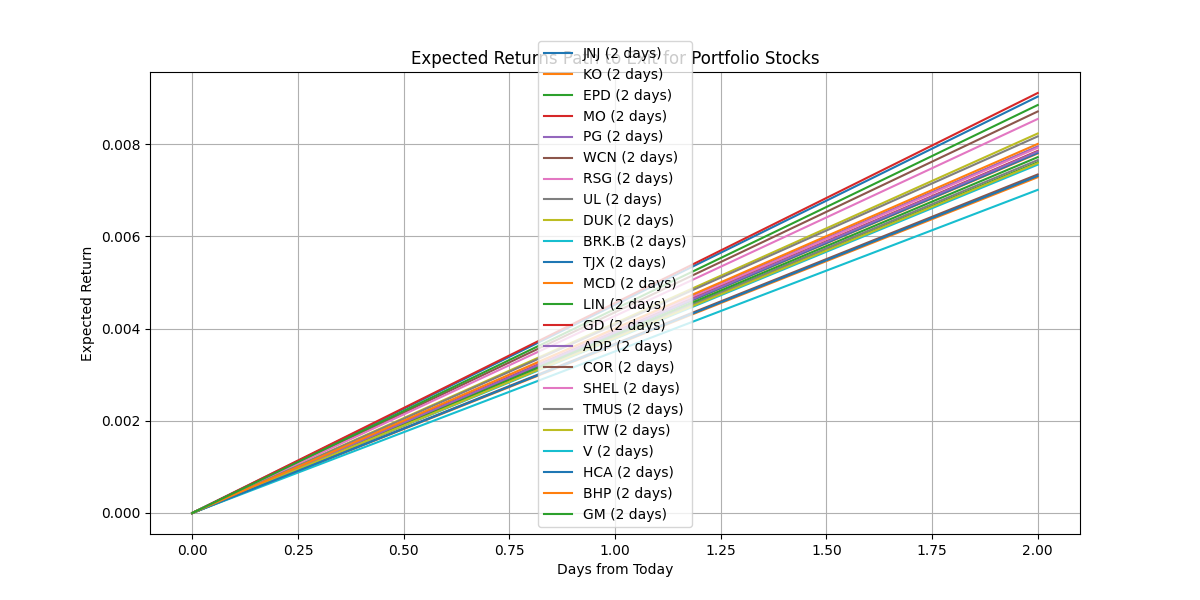 Expected Returns Path to Exit for Portfolio Stocks
JNJ (2 days)
KO (2 days)
EPD (2 days)
MO (2 days)
PG (2 days)
WCN (2 days)
RSG (2 days)
UL (2 days)
DUK (2 days)
BRK.B (2 days)
TJX (2 days)
MCD (2 days)
LIN (2 days)
GD (2 days)
ADP (2 days)
COR (2 days)
SHEL (2 days)
TMUS (2 days)
ITW (2 days)
V (2 days)
HCA (2 days)
BHP (2 days)
GM (2 days)
Expected Return
0.008
0.006
0.004
0.002
0.000
0.00 0.25 0.50 0.75 1.00 1.25 1.50 1.75 2.00
Days from Today